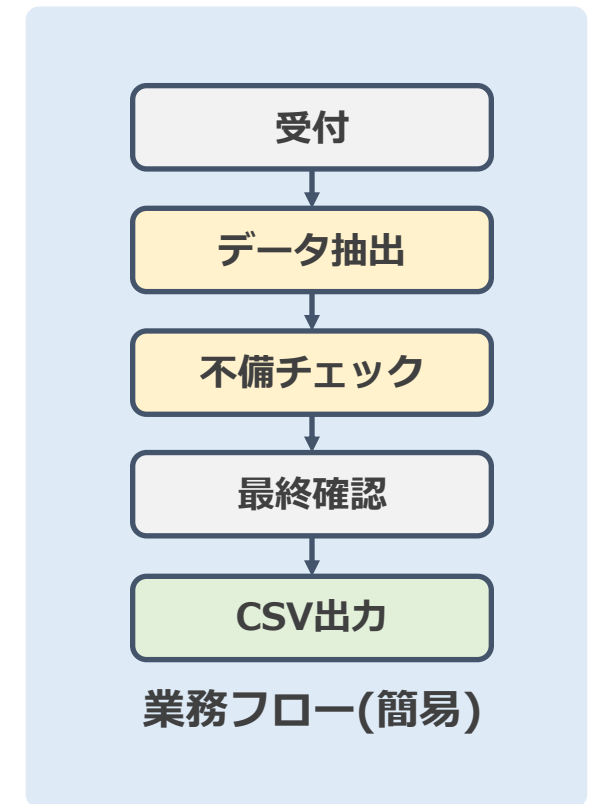 受付
データ抽出
不備チェック
最終確認
CSV出力
業務フロー(簡易)